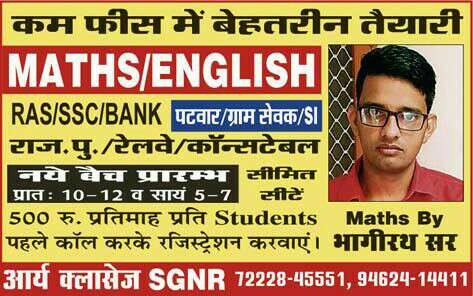 कम फीस में बेहतरीन तैयारी
MATHS/ENGLISH
RAS/SSC/BANK पटवार/ग्राम सेवक/SI
राज.पु./रेलवे/कॉन्सटेबल
नये बैच प्रारम्भ सीमित
प्रातः 10-12 व सायं 5-7 सीटें
500 रु. प्रतिमाह प्रति Students
पहले कॉल करके रजिस्ट्रेशन करवाएं।
Maths By
भागीरथ सर
आर्य क्लासेज SGNR 72228-45551, 94624-14411